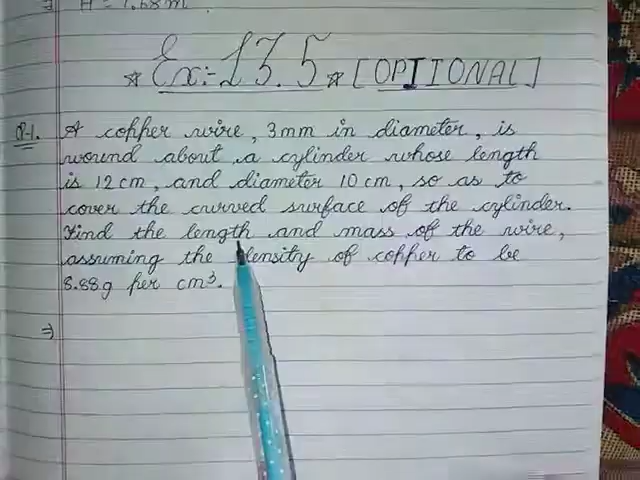 ⇒ H = 7.68 m.
☆ Ex:- 13.5 ☆ [OPTIONAL]
Q-1. A copper wire, 3mm in diameter, is
wound about a cylinder whose length
is 12 cm, and diameter 10 cm, so as to
cover the curved surface of the cylinder.
Find the length and mass of the wire,
assuming the density of copper to be
8.88g per cm³.
⇒